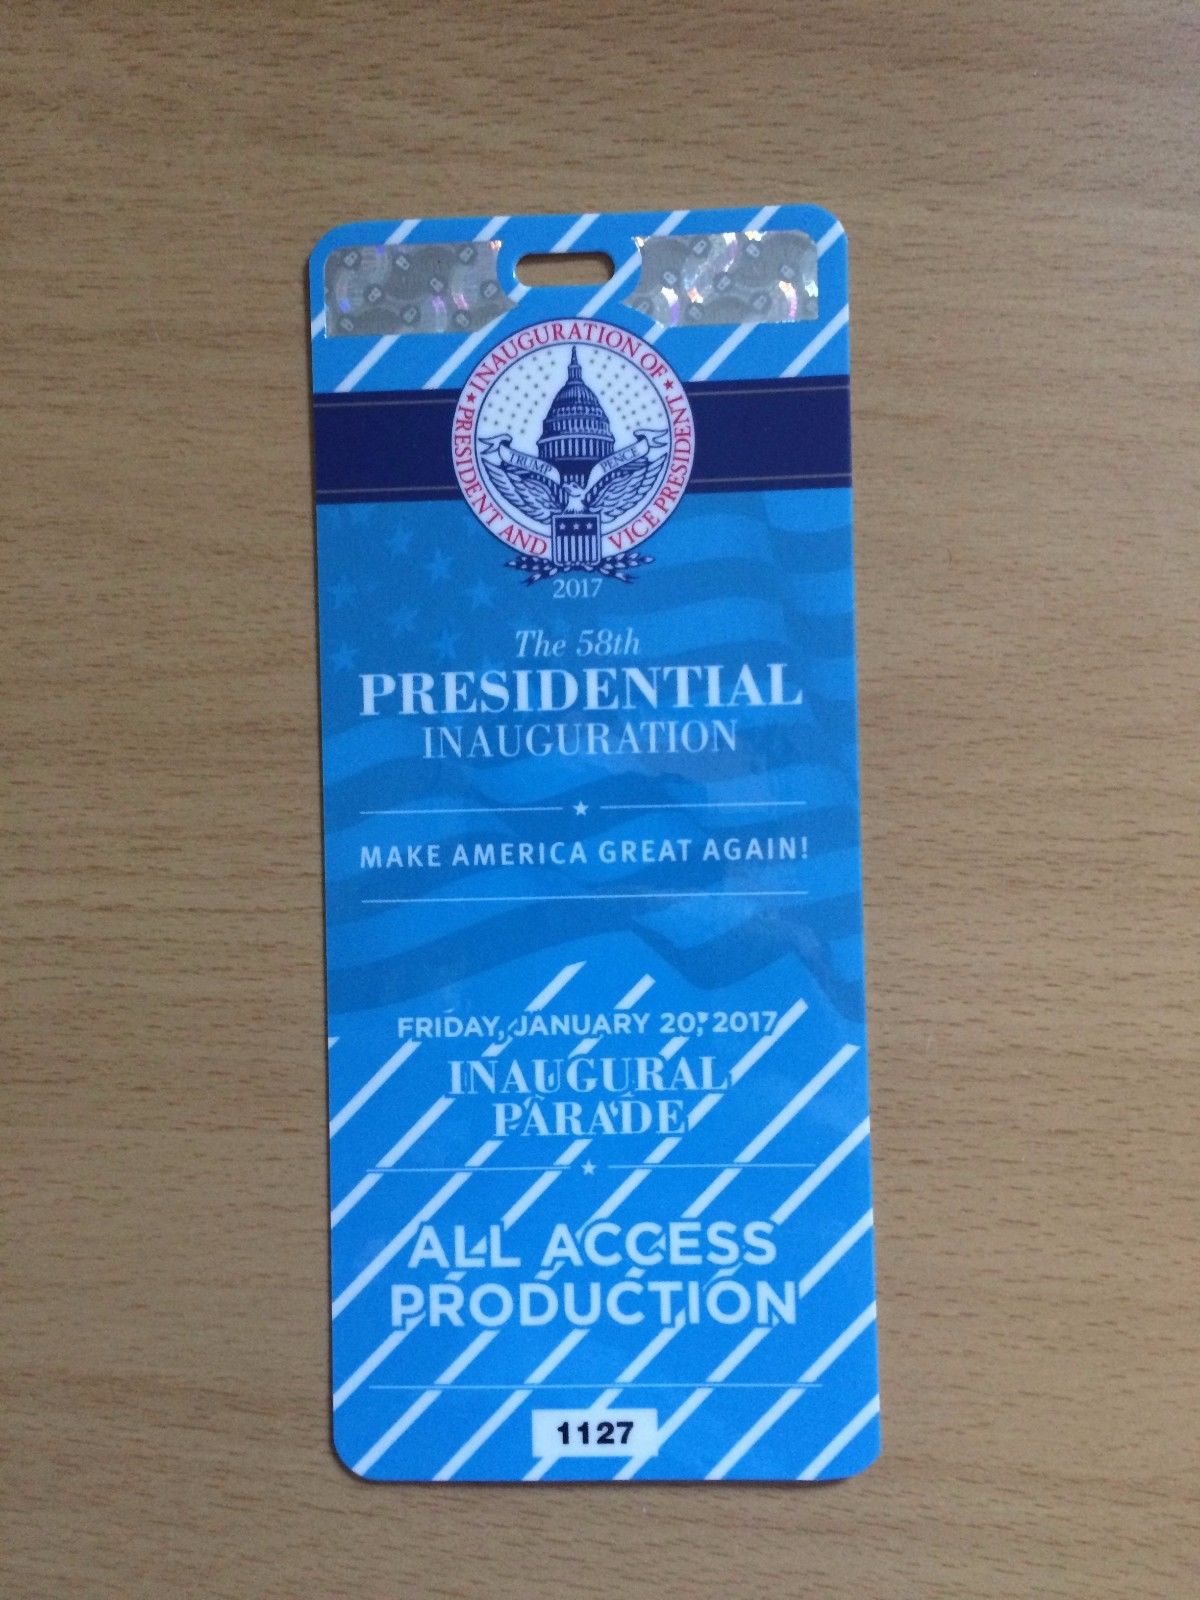 INAUGURATION OF
★ PRESIDENT AND
VICE PRESIDENT ★
TRUMP
PENCE
2017
The 58th
PRESIDENTIAL
INAUGURATION
MAKE AMERICA GREAT AGAIN!
FRIDAY, JANUARY 20, 2017
INAUGURAL
PARADE
ALL ACCESS
PRODUCTION
1127